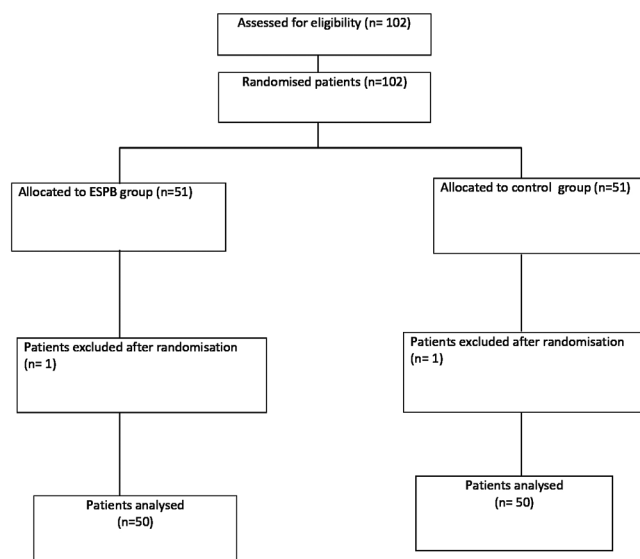 Assessed for eligibility (n= 102)
Randomised patients (n=102)
Allocated to ESPB group (n=51)
Allocated to control group (n=51)
Patients excluded after randomisation
(n= 1)
Patients excluded after randomisation
(n= 1)
Patients analysed
(n=50)
Patients analysed
(n= 50)